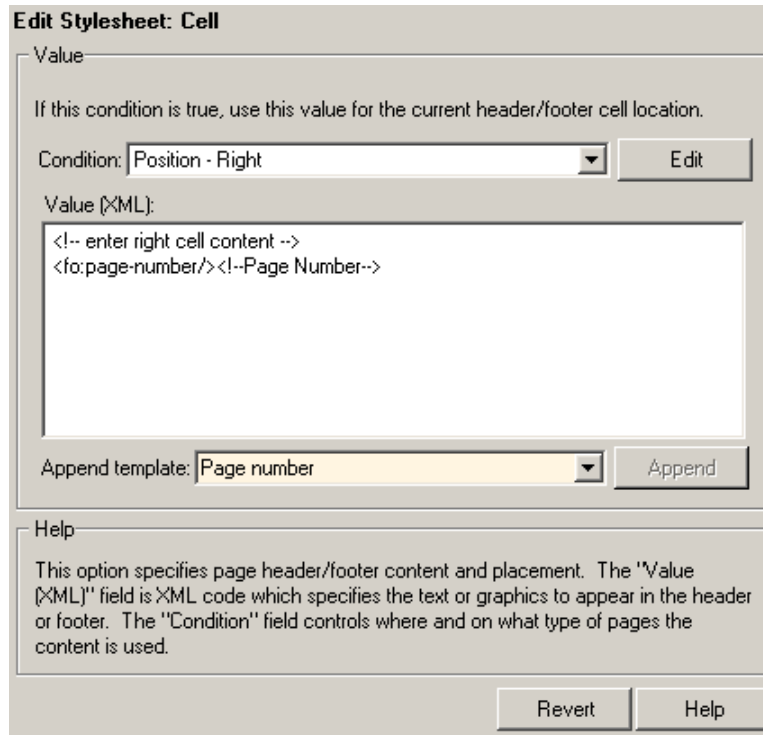 Edit Stylesheet: Cell
Value
If this condition is true, use this value for the current header/footer cell location.
Condition: Position - Right Edit
Value (XML):
<!-- enter right cell content -->
<fo:page-number/><!--Page Number-->
Append template: Page number Append
Help
This option specifies page header/footer content and placement. The "Value
(XML)" field is XML code which specifies the text or graphics to appear in the header
or footer. The "Condition" field controls where and on what type of pages the
content is used.
Revert Help